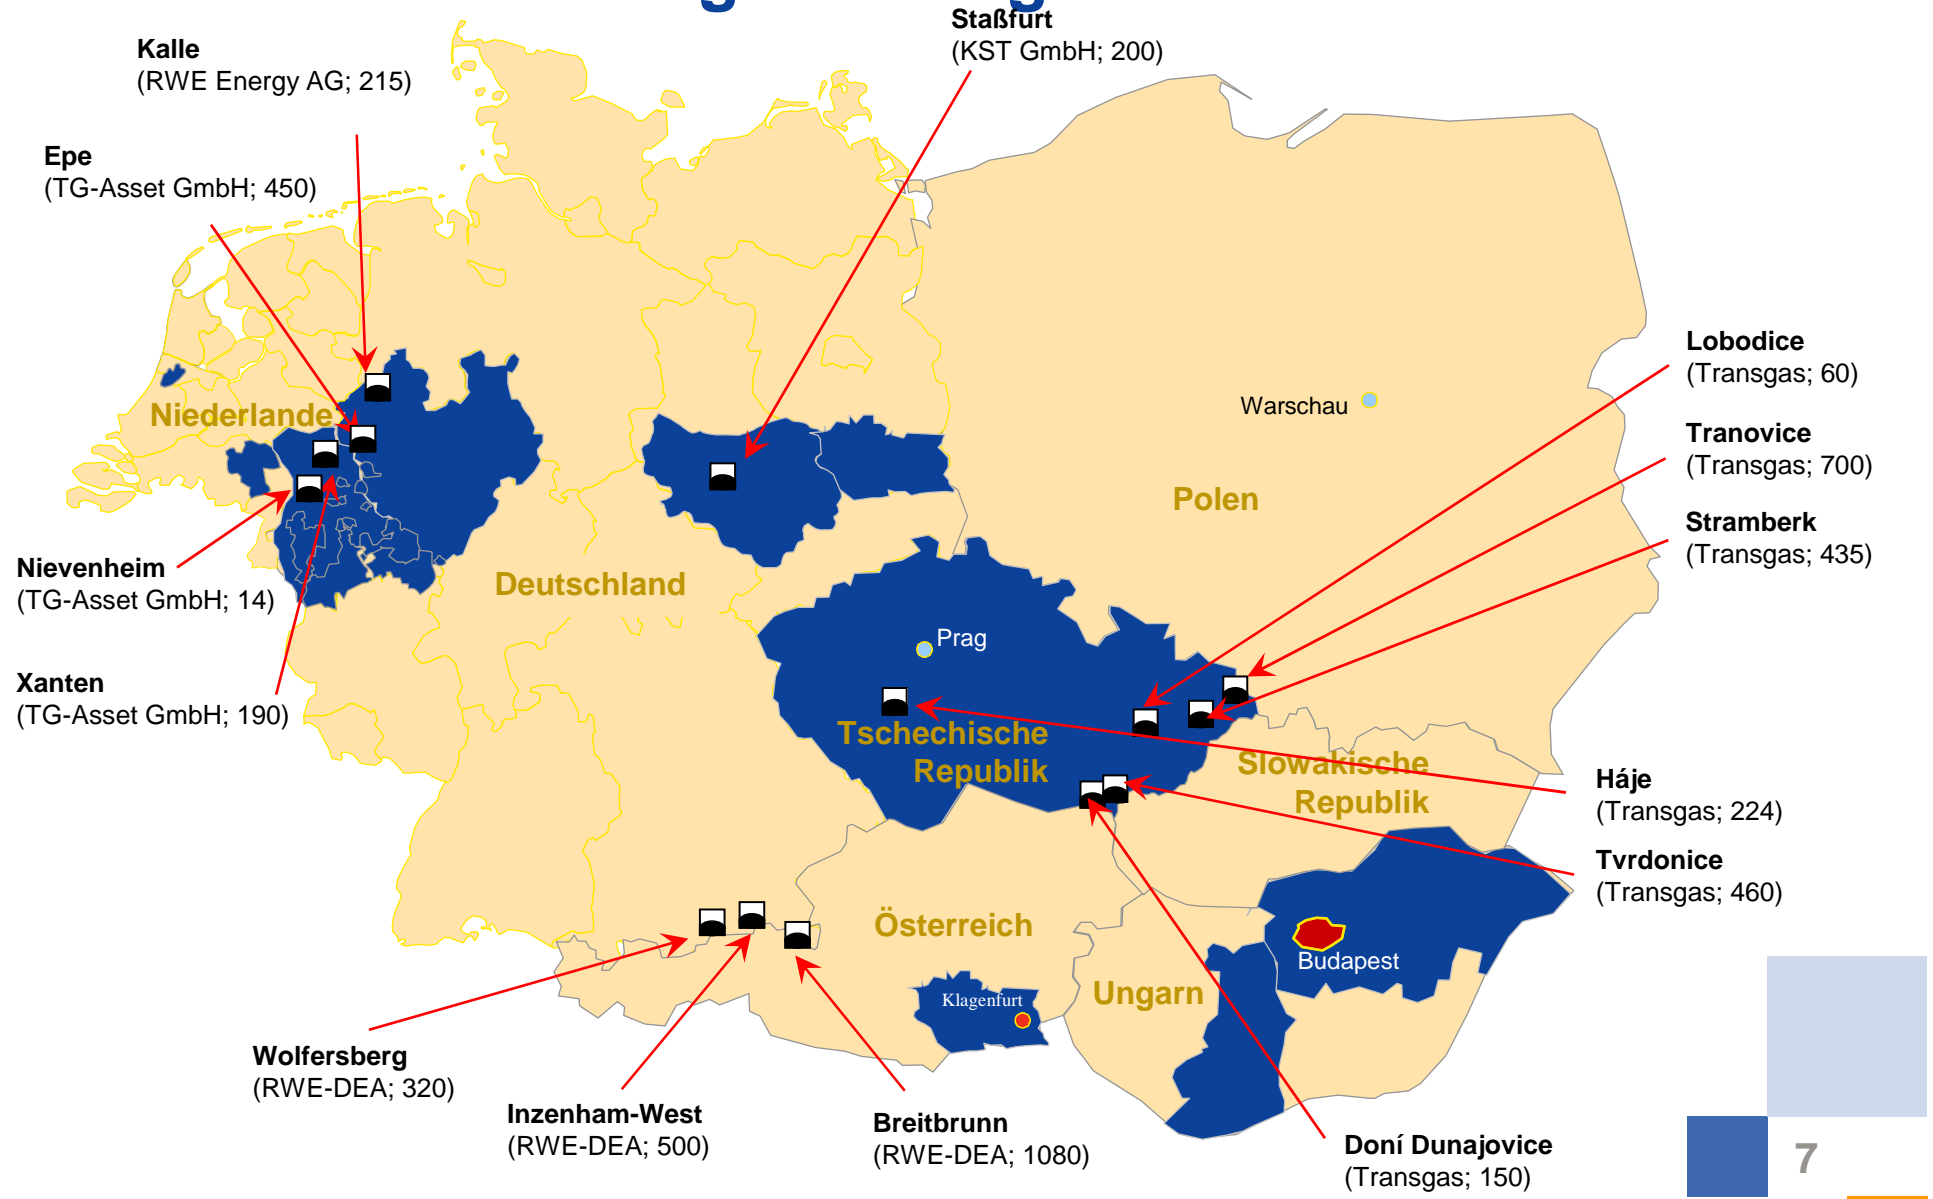 Staßfurt
(KST GmbH; 200)
Kalle
(RWE Energy AG; 215)
Epe
(TG-Asset GmbH; 450)
Lobodice
(Transgas; 60)
Warschau
Niederlande
Tranovice
(Transgas; 700)
Polen
Stramberk
(Transgas; 435)
Nievenheim
(TG-Asset GmbH; 14)
Deutschland
Prag
Xanten
(TG-Asset GmbH; 190)
Tschechische
Republik
Slowakische
Republik
Háje
(Transgas; 224)
Tvrdonice
(Transgas; 460)
Österreich
Budapest
Ungarn
Klagenfurt
Wolfersberg
(RWE-DEA; 320)
Inzenham-West
(RWE-DEA; 500)
Breitbrunn
(RWE-DEA; 1080)
Doní Dunajovice
(Transgas; 150)
7